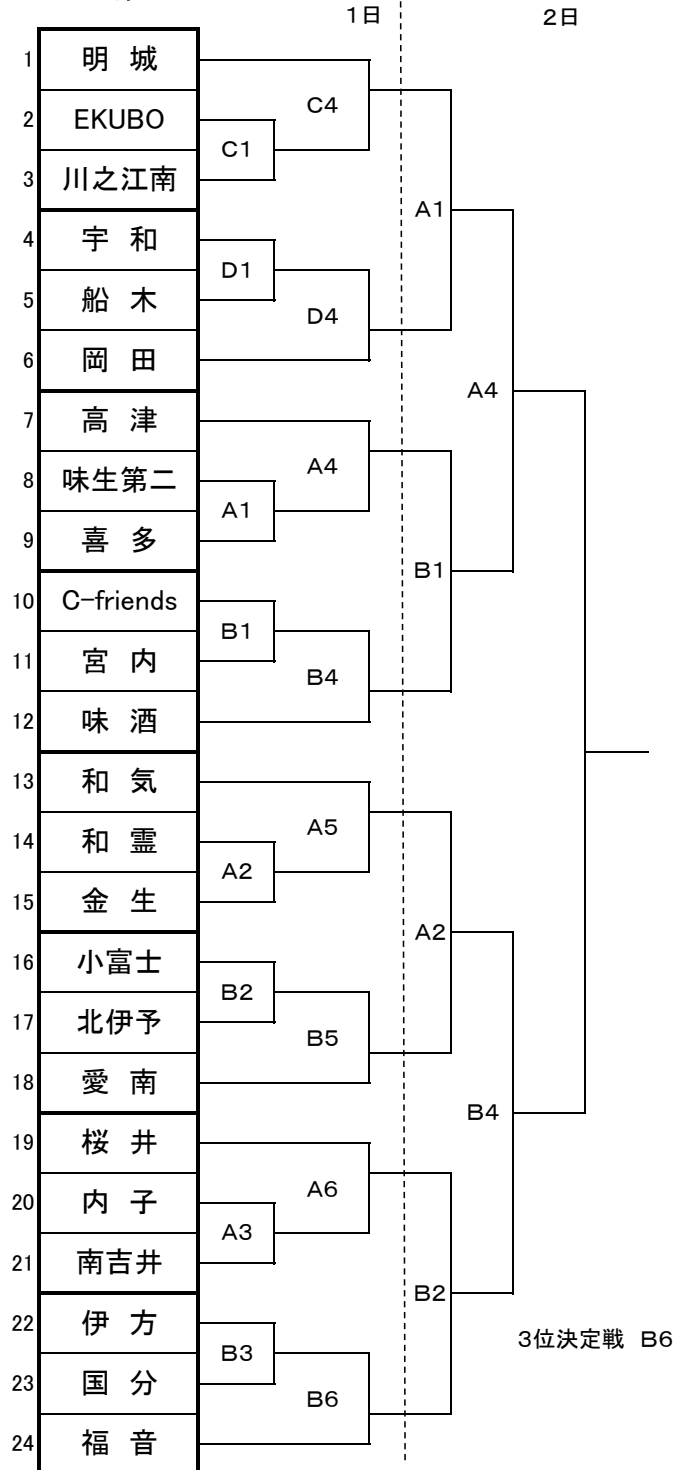 1日
2日
1 明 城
2 EKUBO
3 川之江南
4 宇 和
5 船 木
6 岡 田
7 高 津
8 味生第二
9 喜 多
10 C-friends
11 宮 内
12 味 酒
13 和 気
14 和 霊
15 金 生
16 小富士
17 北伊予
18 愛 南
19 桜 井
20 内 子
21 南吉井
22 伊 方
23 国 分
24 福 音
C1
D1
A1
B1
A2
B2
A3
B3
C4
D4
A4
B4
A5
B5
A6
B6
A1
B1
A2
B2
A4
B4
3位決定戦 B6